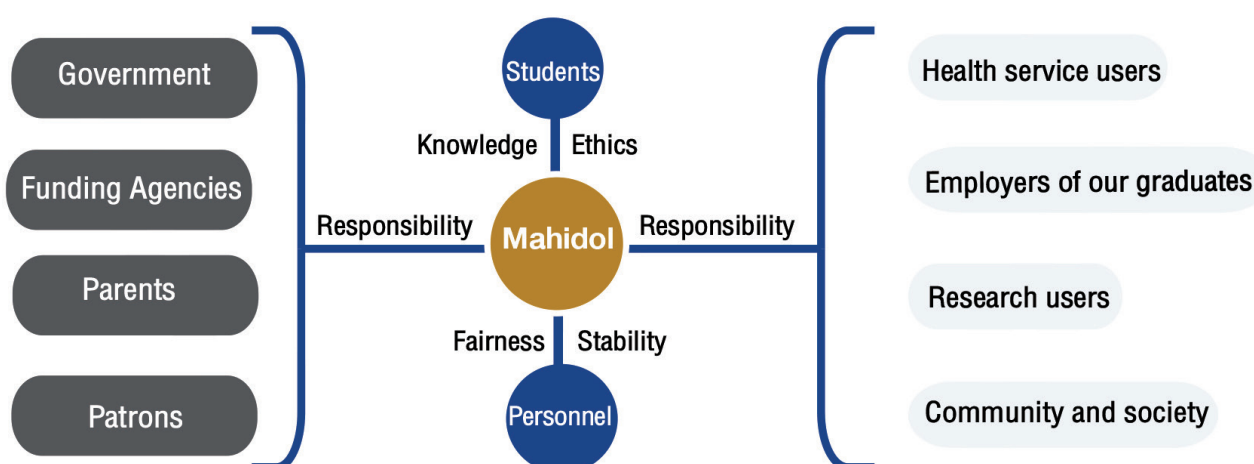 Government
Funding Agencies
Parents
Patrons
Students
Knowledge Ethics
Responsibility Mahidol Responsibility
Fairness Stability
Personnel
Health service users
Employers of our graduates
Research users
Community and society